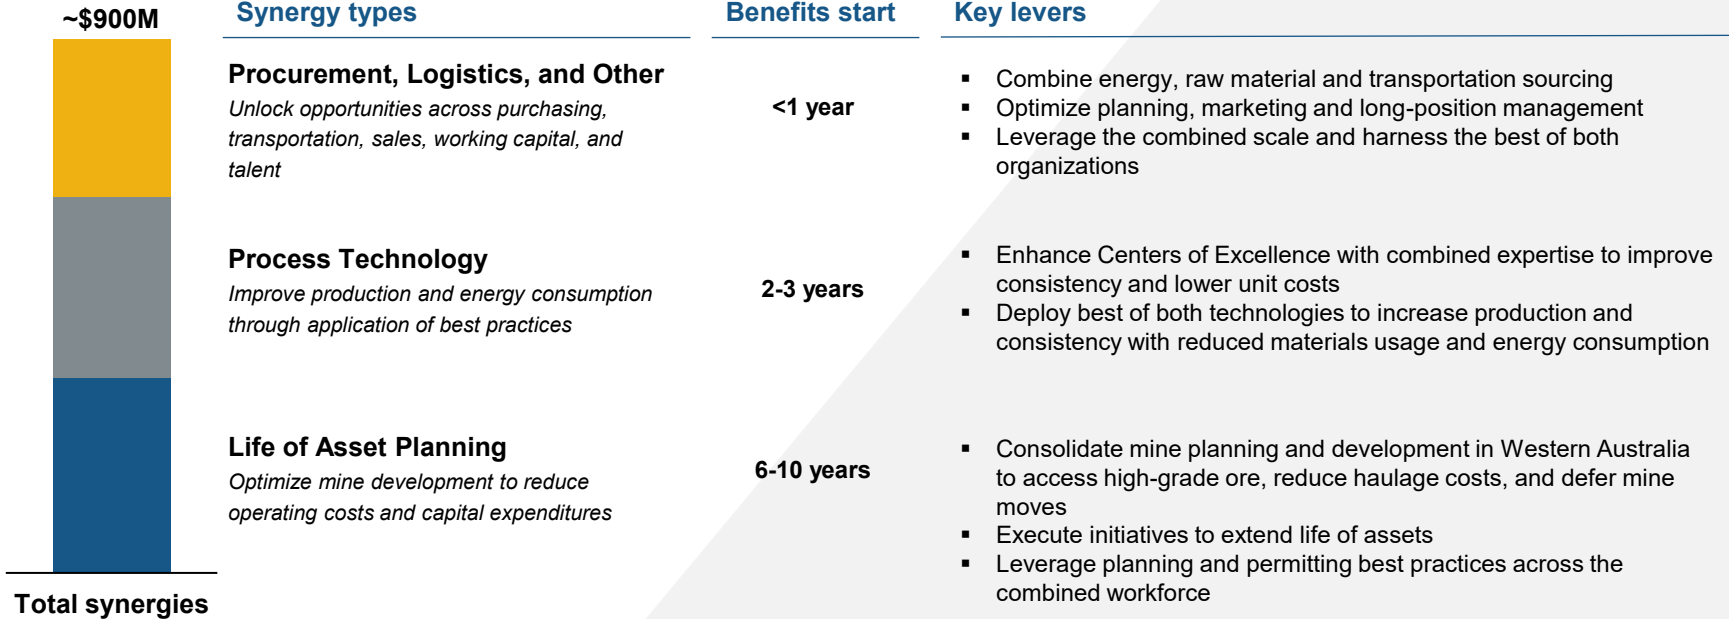 ~$900M
Synergy types
Benefits start
Key levers
Procurement, Logistics, and Other
Unlock opportunities across purchasing,
transportation, sales, working capital, and
talent
<1 year
▪ Combine energy, raw material and transportation sourcing
▪ Optimize planning, marketing and long-position management
▪ Leverage the combined scale and harness the best of both
organizations
Process Technology
Improve production and energy consumption
through application of best practices
2-3 years
▪ Enhance Centers of Excellence with combined expertise to improve
consistency and lower unit costs
▪ Deploy best of both technologies to increase production and
consistency with reduced materials usage and energy consumption
Life of Asset Planning
Optimize mine development to reduce
operating costs and capital expenditures
6-10 years
▪ Consolidate mine planning and development in Western Australia
to access high-grade ore, reduce haulage costs, and defer mine
moves
▪ Execute initiatives to extend life of assets
▪ Leverage planning and permitting best practices across the
combined workforce
Total synergies